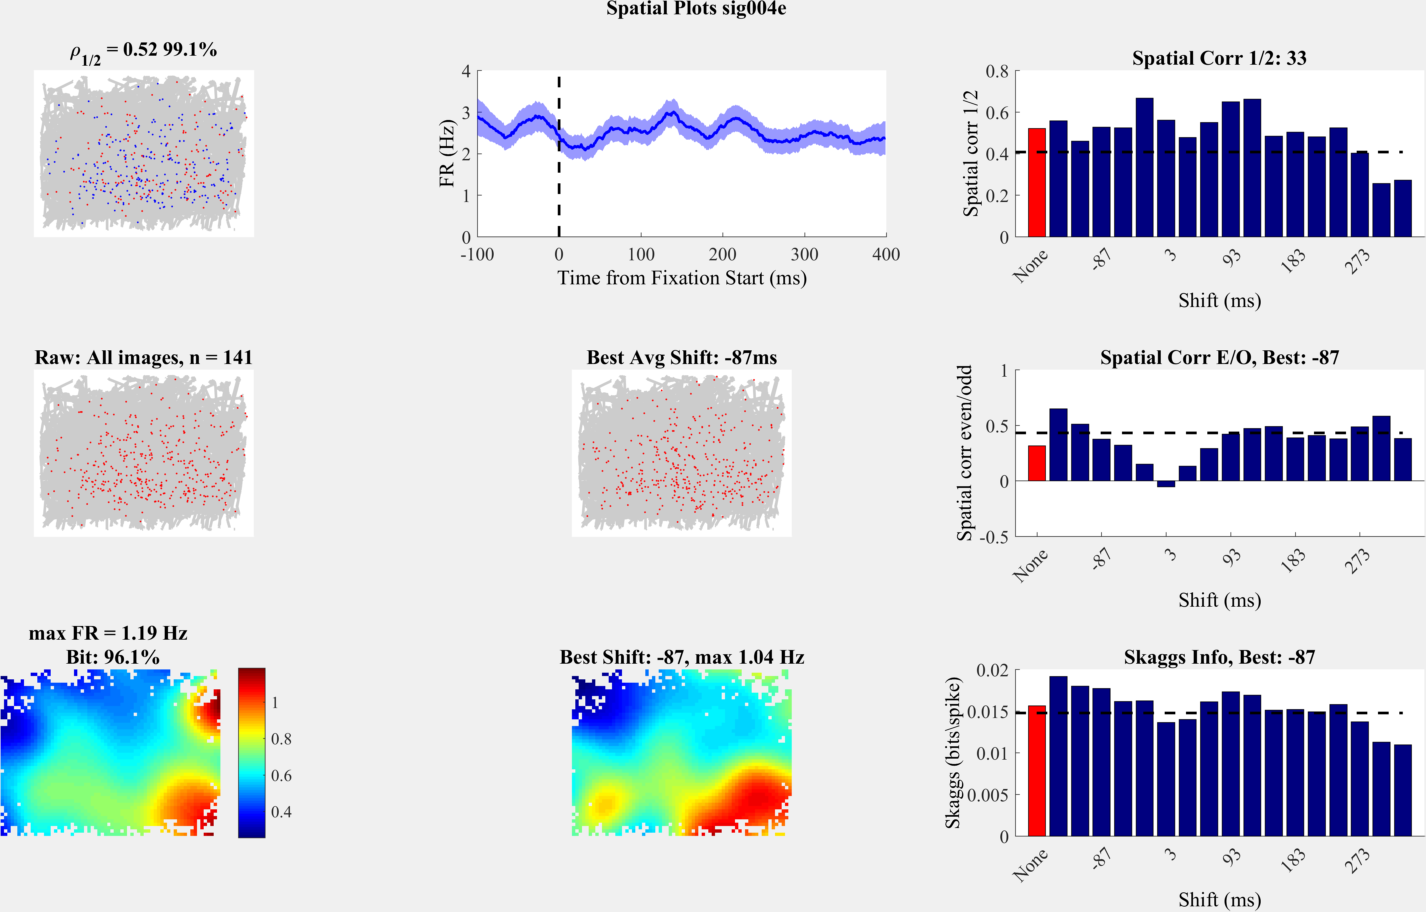 Spatial Plots sig004e
ρ1/2 = 0.52 99.1%
4
3
2
1
0
FR (Hz)
-100 0 100 200 300 400
Time from Fixation Start (ms)
Spatial Corr 1/2: 33
0.8
0.6
0.4
0.2
0
Spatial corr 1/2
None -87 3 93 183 273
Shift (ms)
Raw: All images, n = 141
Best Avg Shift: -87ms
Spatial Corr E/O, Best: -87
1
0.5
0
-0.5
Spatial corr even/odd
None -87 3 93 183 273
Shift (ms)
max FR = 1.19 Hz
Bit: 96.1%
1
0.8
0.6
0.4
Best Shift: -87, max 1.04 Hz
Skaggs Info, Best: -87
0.02
0.015
0.01
0.005
0
Skaggs (bits\spike)
None -87 3 93 183 273
Shift (ms)